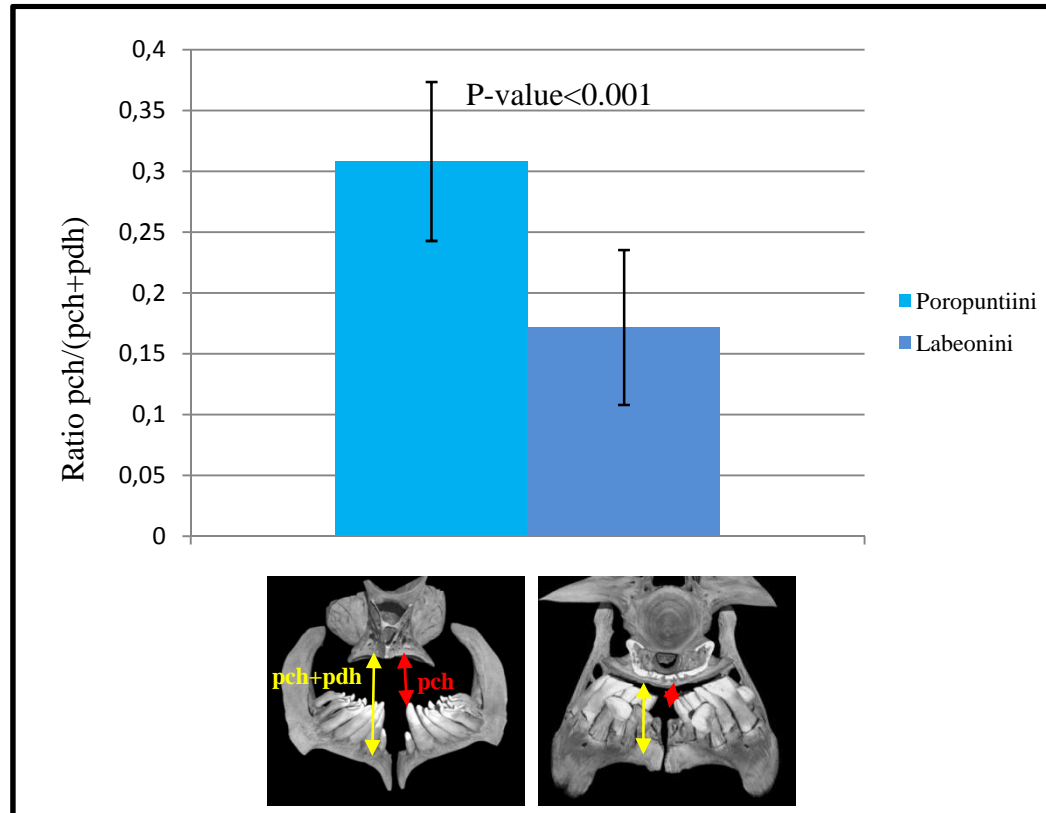 0,4
P-value<0.001
0,35
0,3
0,25
0,2
0,15
0,1
0,05
0
Ratio pch/(pch+pdh)
Poropuntiini
Labeonini
pch+pdh
pch